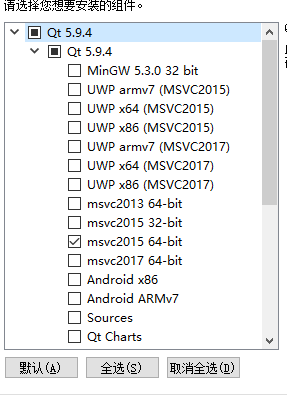 请选择您想要安装的组件。
Qt 5.9.4
Qt 5.9.4
MinGW 5.3.0 32 bit
UWP armv7 (MSVC2015)
UWP x64 (MSVC2015)
UWP x86 (MSVC2015)
UWP armv7 (MSVC2017)
UWP x64 (MSVC2017)
UWP x86 (MSVC2017)
msvc2013 64-bit
msvc2015 32-bit
msvc2015 64-bit
msvc2017 64-bit
Android x86
Android ARMv7
Sources
Qt Charts
默认(A) 全选(S) 取消全选(D)